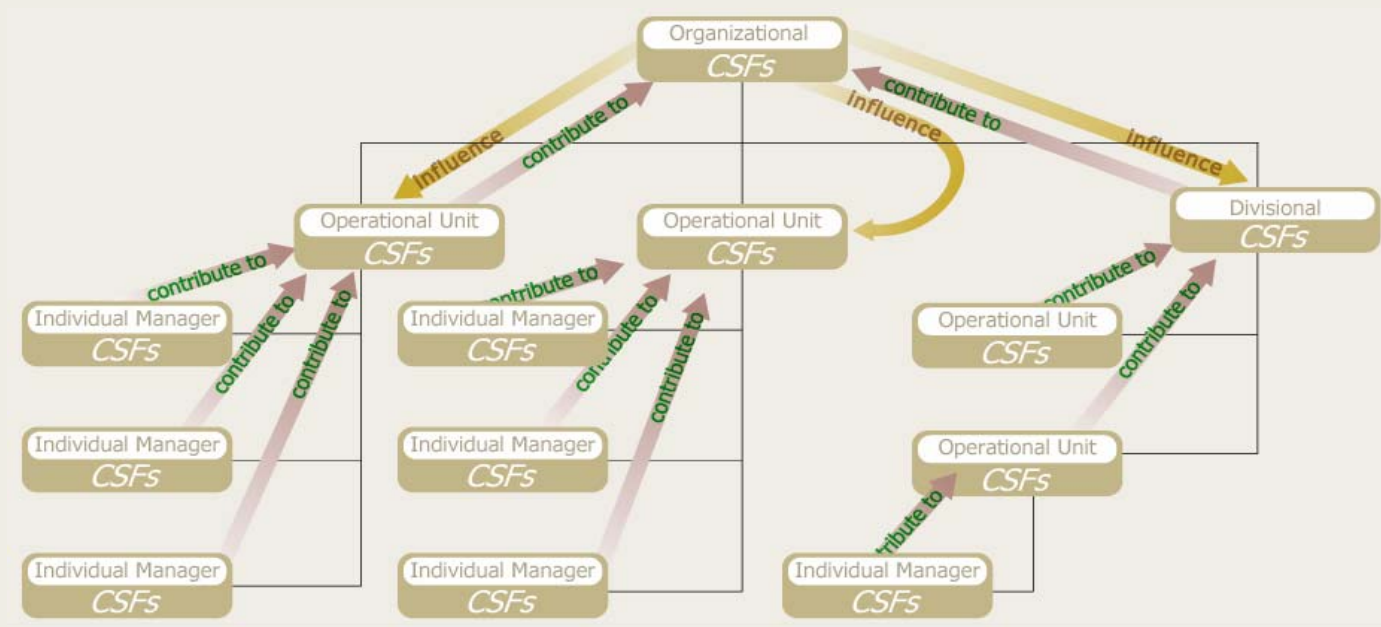 Organizational
CSFs
influence
contribute to
influence
contribute to
influence
Operational Unit
CSFs
Operational Unit
CSFs
Divisional
CSFs
contribute to
contribute to
contribute to
Individual Manager
CSFs
contribute to
contribute to
Individual Manager
CSFs
contribute to
contribute to
Operational Unit
CSFs
contribute to
Individual Manager
CSFs
Individual Manager
CSFs
Operational Unit
CSFs
contribute to
Individual Manager
CSFs
Individual Manager
CSFs
Individual Manager
CSFs